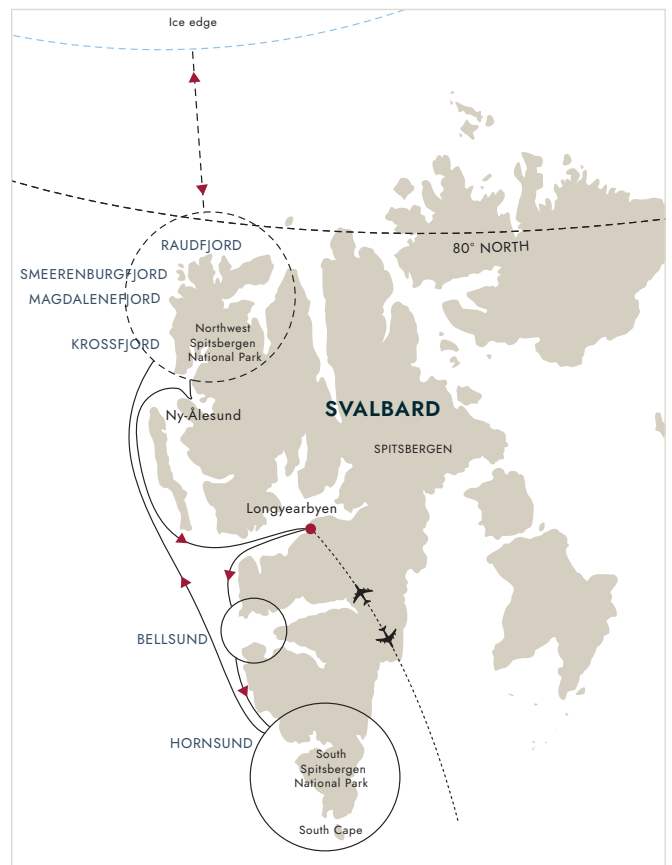 Ice edge
80° NORTH
RAUDFJORD
SMEERENBURGFJORD
MAGDALENEFJORD
Northwest
Spitsbergen
National Park
KROSSFJORD
SVALBARD
Ny-Ålesund
SPITSBERGEN
Longyearbyen
BELLSUND
HORNSUND
South
Spitsbergen
National Park
South Cape